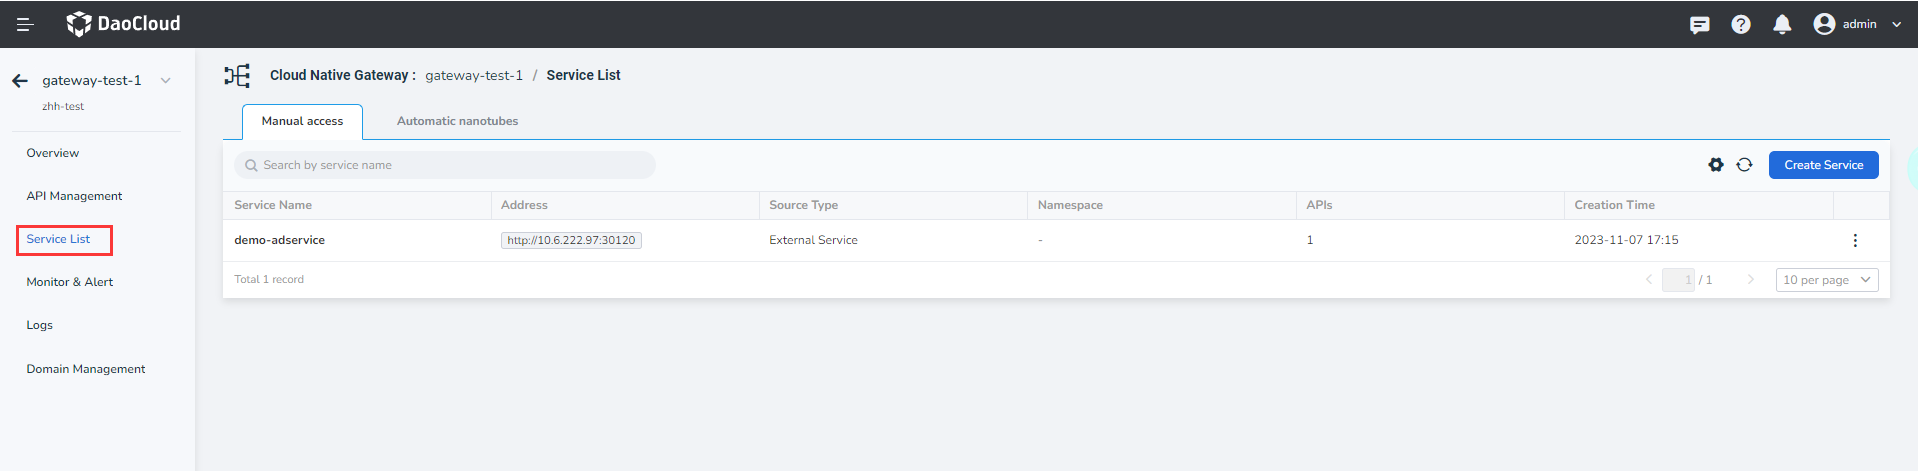 DaoCloud
admin
gateway-test-1
zhh-test
Overview
API Management
Service List
Monitor & Alert
Logs
Domain Management
Cloud Native Gateway : gateway-test-1 / Service List
Manual access Automatic nanotubes
Search by service name
Create Service
Service Name Address Source Type Namespace APIs Creation Time
demo-adservice http://10.6.222.97:30120 External Service - 1 2023-11-07 17:15
Total 1 record
1 / 1
10 per page